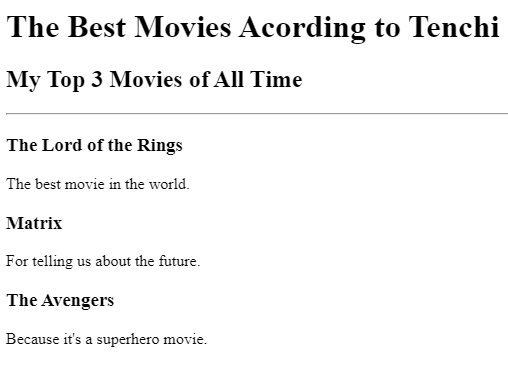 The Best Movies Acording to Tenchi
My Top 3 Movies of All Time
The Lord of the Rings
The best movie in the world.
Matrix
For telling us about the future.
The Avengers
Because it's a superhero movie.